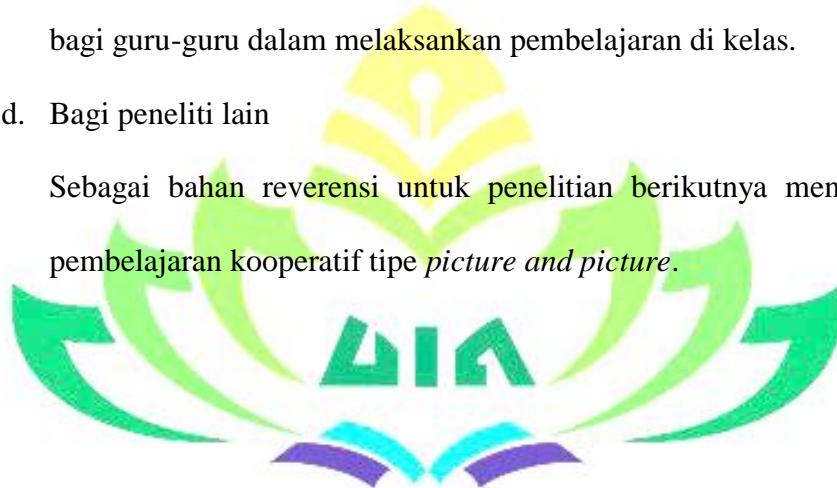 bagi guru-guru dalam melaksankan pembelajaran di kelas.
d. Bagi peneliti lain
Sebagai bahan reverensi untuk penelitian berikutnya
pembelajaran kooperatif tipe picture and picture.
UIN